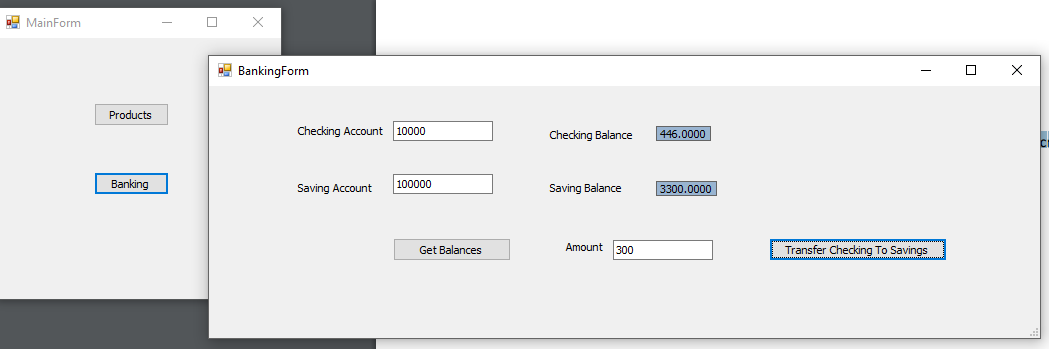 MainForm
Products
Banking
BankingForm
Checking Account 10000 Checking Balance 446.0000
Saving Account 100000 Saving Balance 3300.0000
Get Balances Amount 300 Transfer Checking To Savings